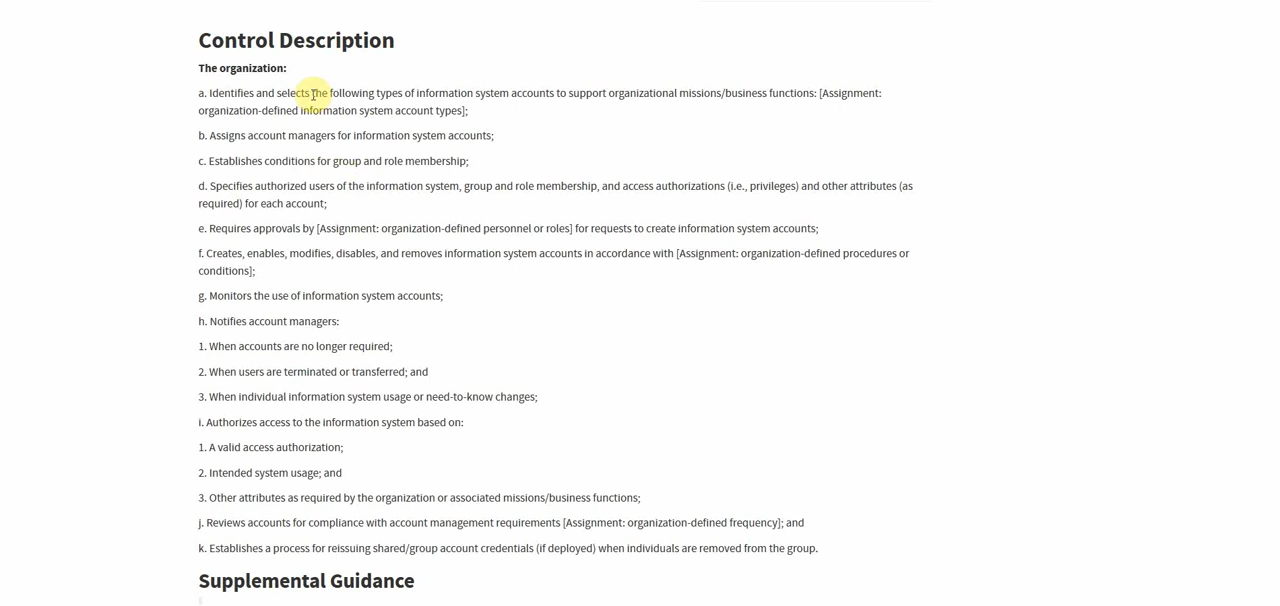 Control Description
The organization:
a. Identifies and selects the following types of information system accounts to support organizational missions/business functions: [Assignment:
organization-defined information system account types];
b. Assigns account managers for information system accounts;
c. Establishes conditions for group and role membership;
d. Specifies authorized users of the information system, group and role membership, and access authorizations (i.e., privileges) and other attributes (as
required) for each account;
e. Requires approvals by [Assignment: organization-defined personnel or roles] for requests to create information system accounts;
f. Creates, enables, modifies, disables, and removes information system accounts in accordance with [Assignment: organization-defined procedures or
conditions];
g. Monitors the use of information system accounts;
h. Notifies account managers:
1. When accounts are no longer required;
2. When users are terminated or transferred; and
3. When individual information system usage or need-to-know changes;
i. Authorizes access to the information system based on:
1. A valid access authorization;
2. Intended system usage; and
3. Other attributes as required by the organization or associated missions/business functions;
j. Reviews accounts for compliance with account management requirements [Assignment: organization-defined frequency]; and
k. Establishes a process for reissuing shared/group account credentials (if deployed) when individuals are removed from the group.
Supplemental Guidance